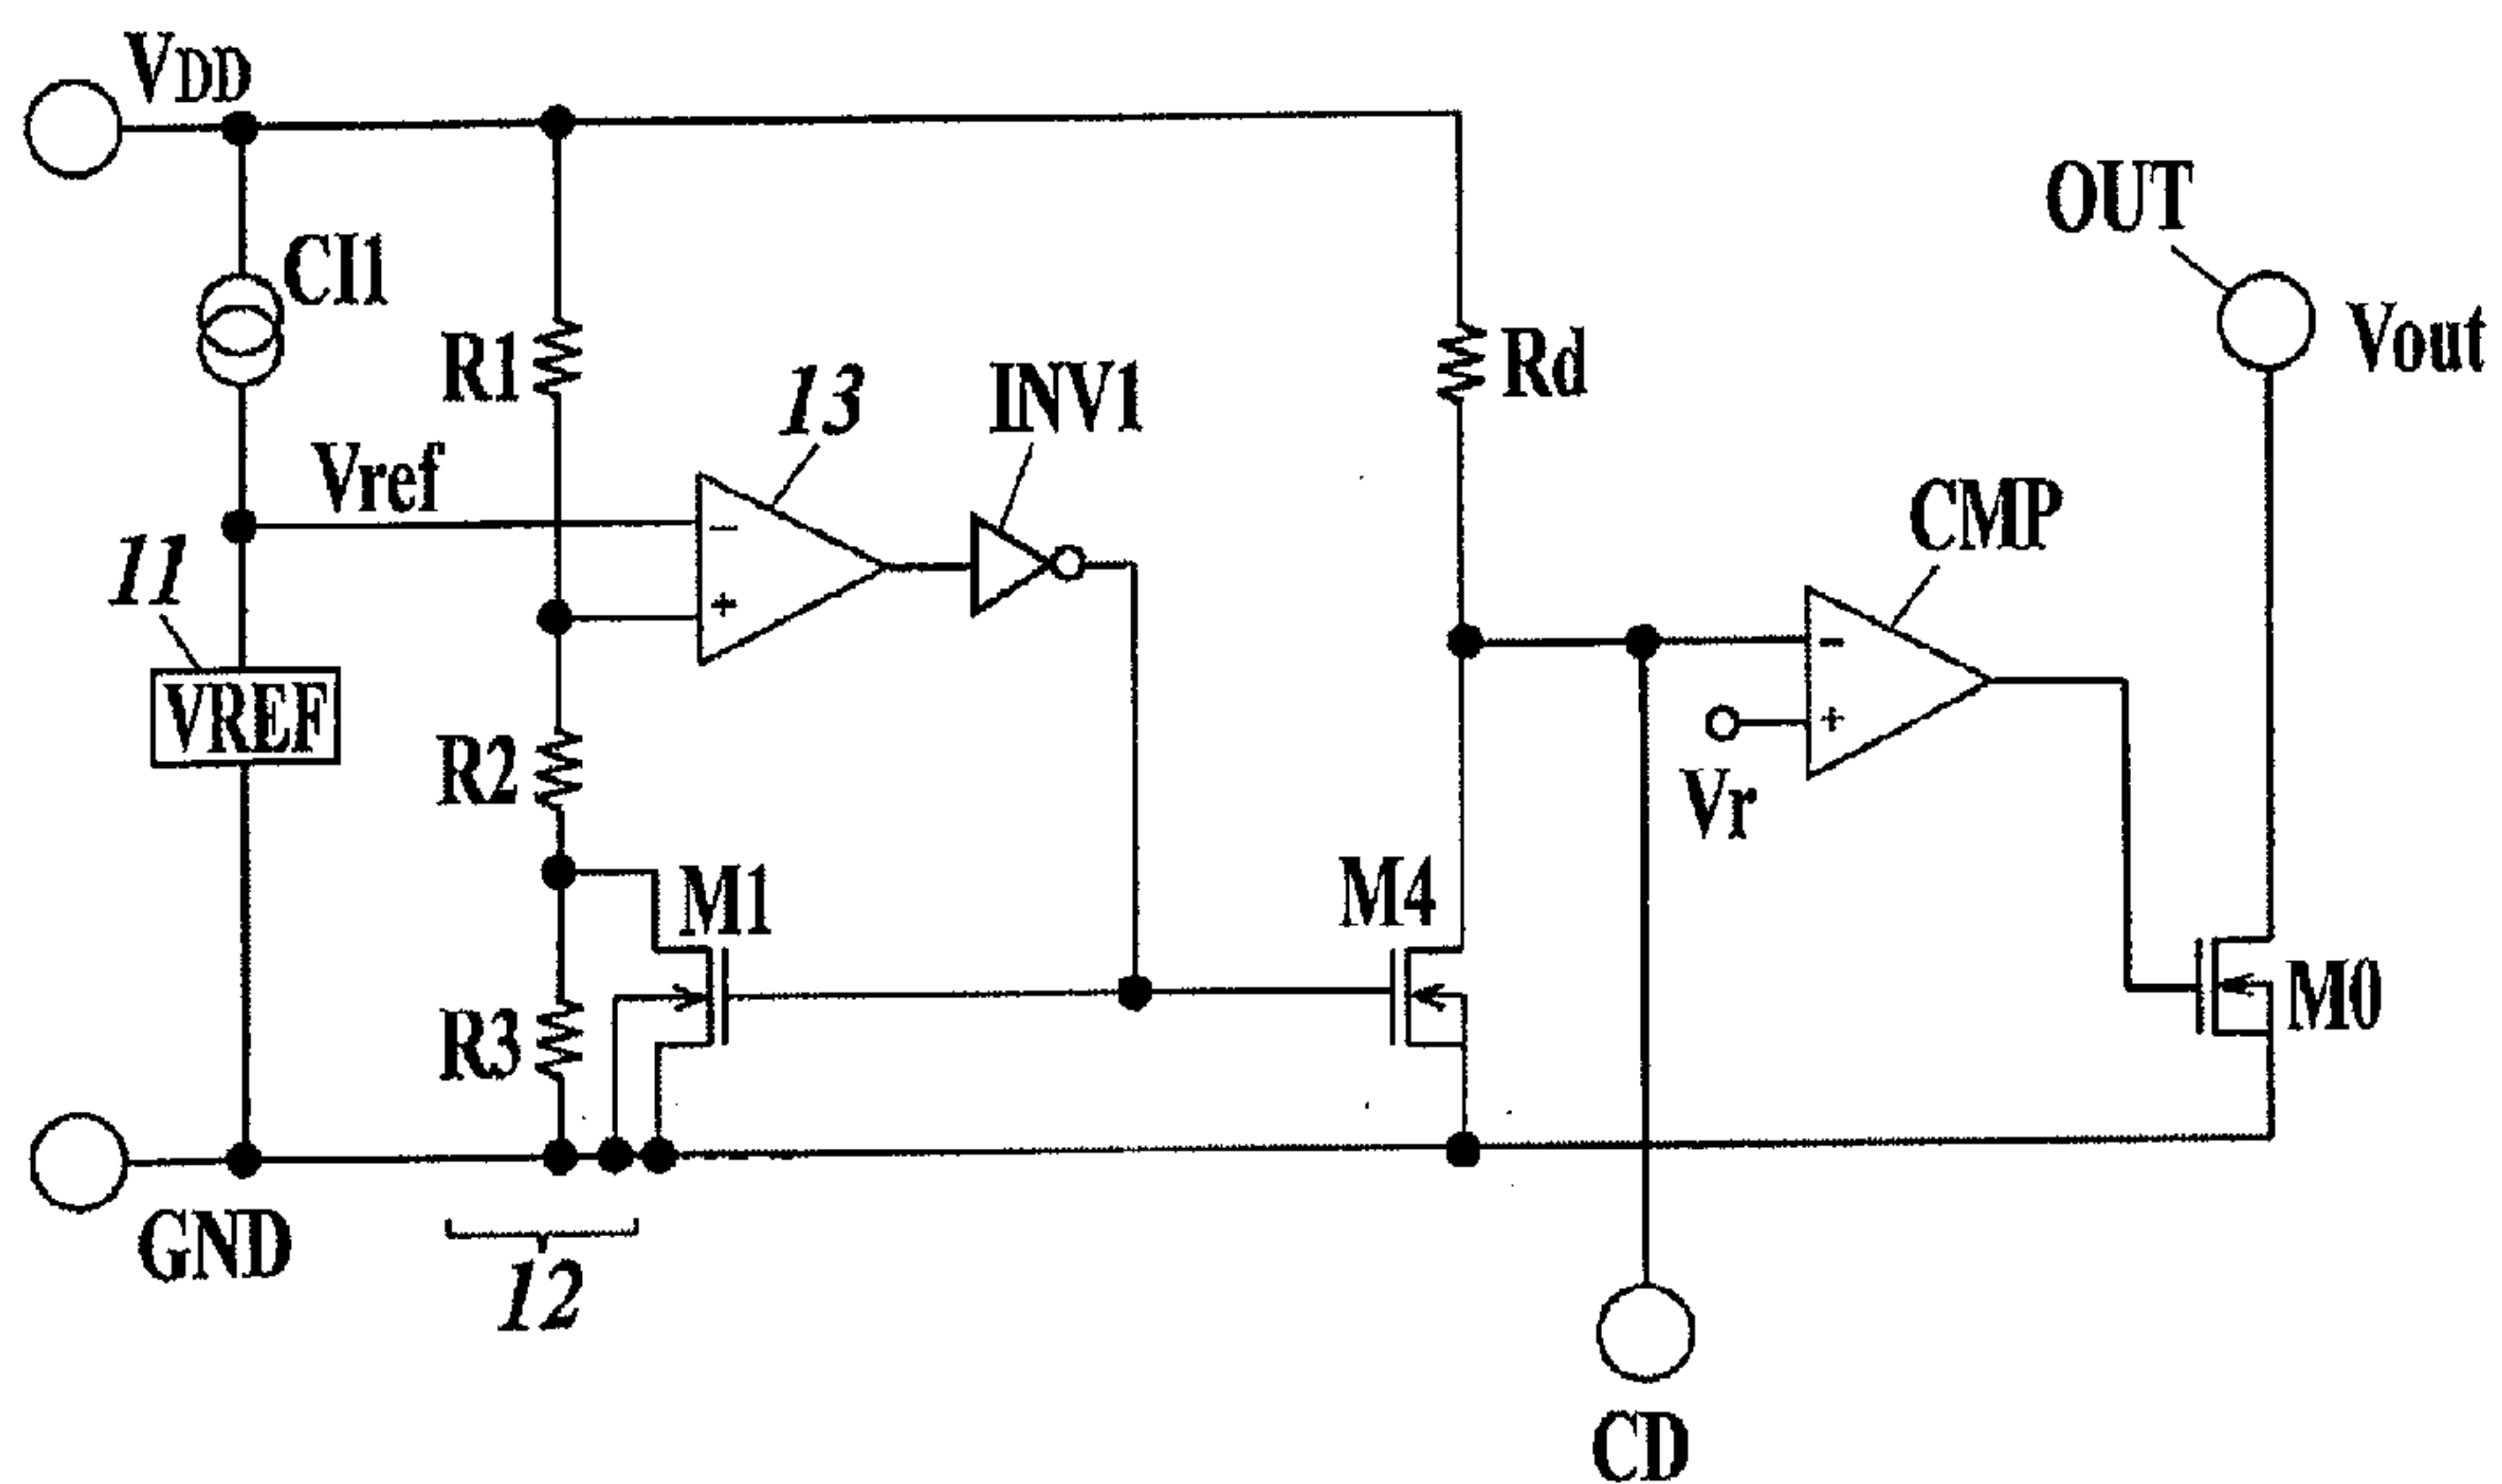 VDD
OUT
CI1
Vout
R1
13
INV1
Rd
Vref
−
CMP
11
+
−
VREF
+
R2
Vr
M1
M4
M0
R3
GND
12
CD